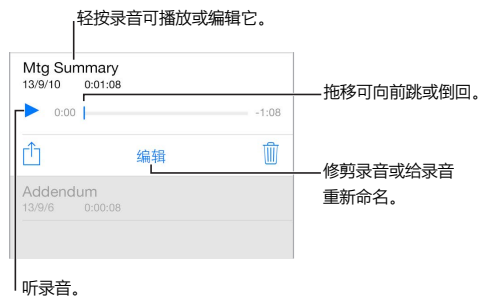 轻按录音可播放或编辑它。
Mtg Summary
13/9/10 0:01:08
拖移可向前跳或倒回。
0:00 -1:08
编辑
修剪录音或给录音
重新命名。
Addendum
13/9/6 0:00:08
听录音。